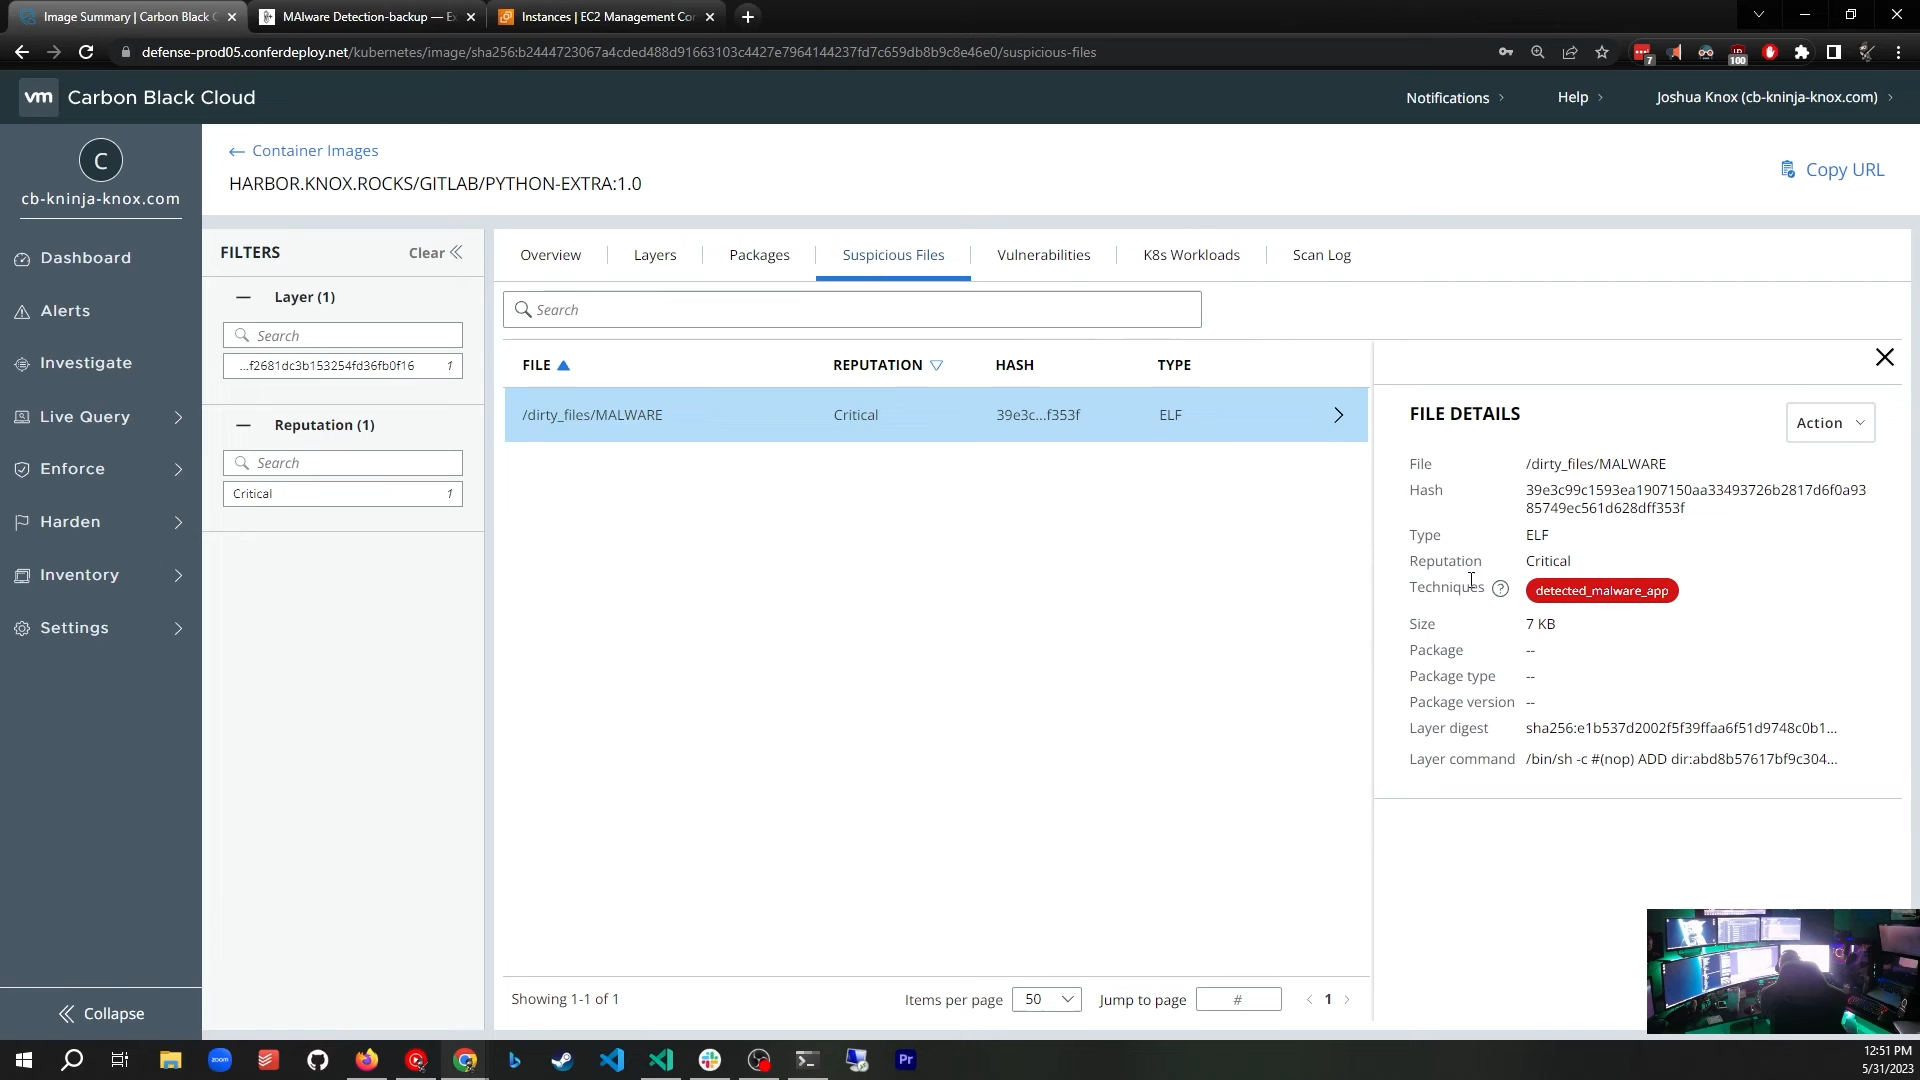 Image Summary | Carbon Black C
MAlware Detection-backup — Ex
Instances | EC2 Management Cor
defense-prod05.conferdeploy.net/kubernetes/image/sha256:b2444723067a4cded488d91663103c4427e7964144237fd7c659db8b9c8e46e0/suspicious-files
7
100
vm Carbon Black Cloud
Notifications
Help
Joshua Knox (cb-kninja-knox.com)
C
cb-kninja-knox.com
Dashboard
Alerts
Investigate
Live Query
Enforce
Harden
Inventory
Settings
Collapse
← Container Images
HARBOR.KNOX.ROCKS/GITLAB/PYTHON-EXTRA:1.0
Copy URL
FILTERS
Clear
Layer (1)
Search
...f2681dc3b153254fd36fb0f16 1
Reputation (1)
Search
Critical 1
Overview
Layers
Packages
Suspicious Files
Vulnerabilities
K8s Workloads
Scan Log
Search
FILE REPUTATION HASH TYPE
/dirty_files/MALWARE Critical 39e3c...f353f ELF
FILE DETAILS
Action
File /dirty_files/MALWARE
Hash 39e3c99c1593ea1907150aa33493726b2817d6f0a93
85749ec561d628dff353f
Type ELF
Reputation Critical
Techniques ? detected_malware_app
Size 7 KB
Package --
Package type --
Package version --
Layer digest sha256:e1b537d2002f5f39ffaa6f51d9748c0b1...
Layer command /bin/sh -c #(nop) ADD dir:abd8b57617bf9c304...
Showing 1-1 of 1
Items per page 50
Jump to page #
1
zoom
Pr
12:51 PM
5/31/2023